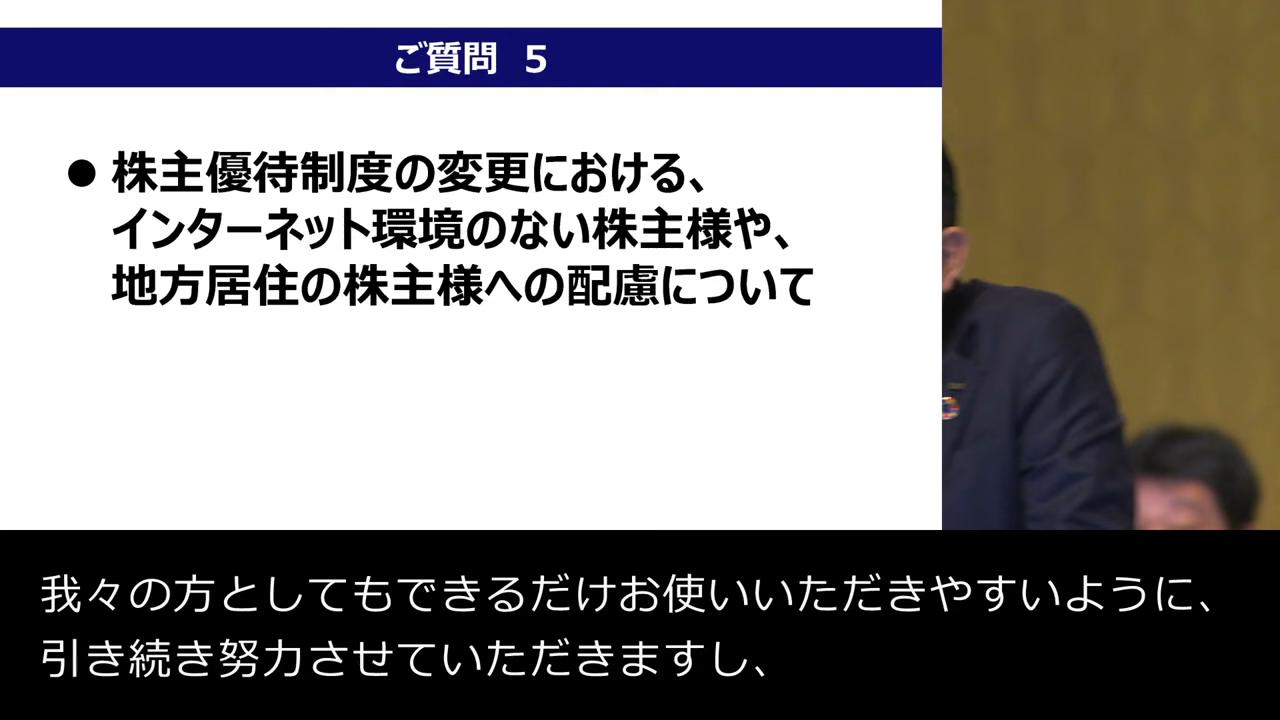 ご質問 5
● 株主優待制度の変更における、
インターネット環境のない株主様や、
地方居住の株主様への配慮について
我々の方としてもできるだけお使いいただきやすいように、
引き続き努力させていただきますし、